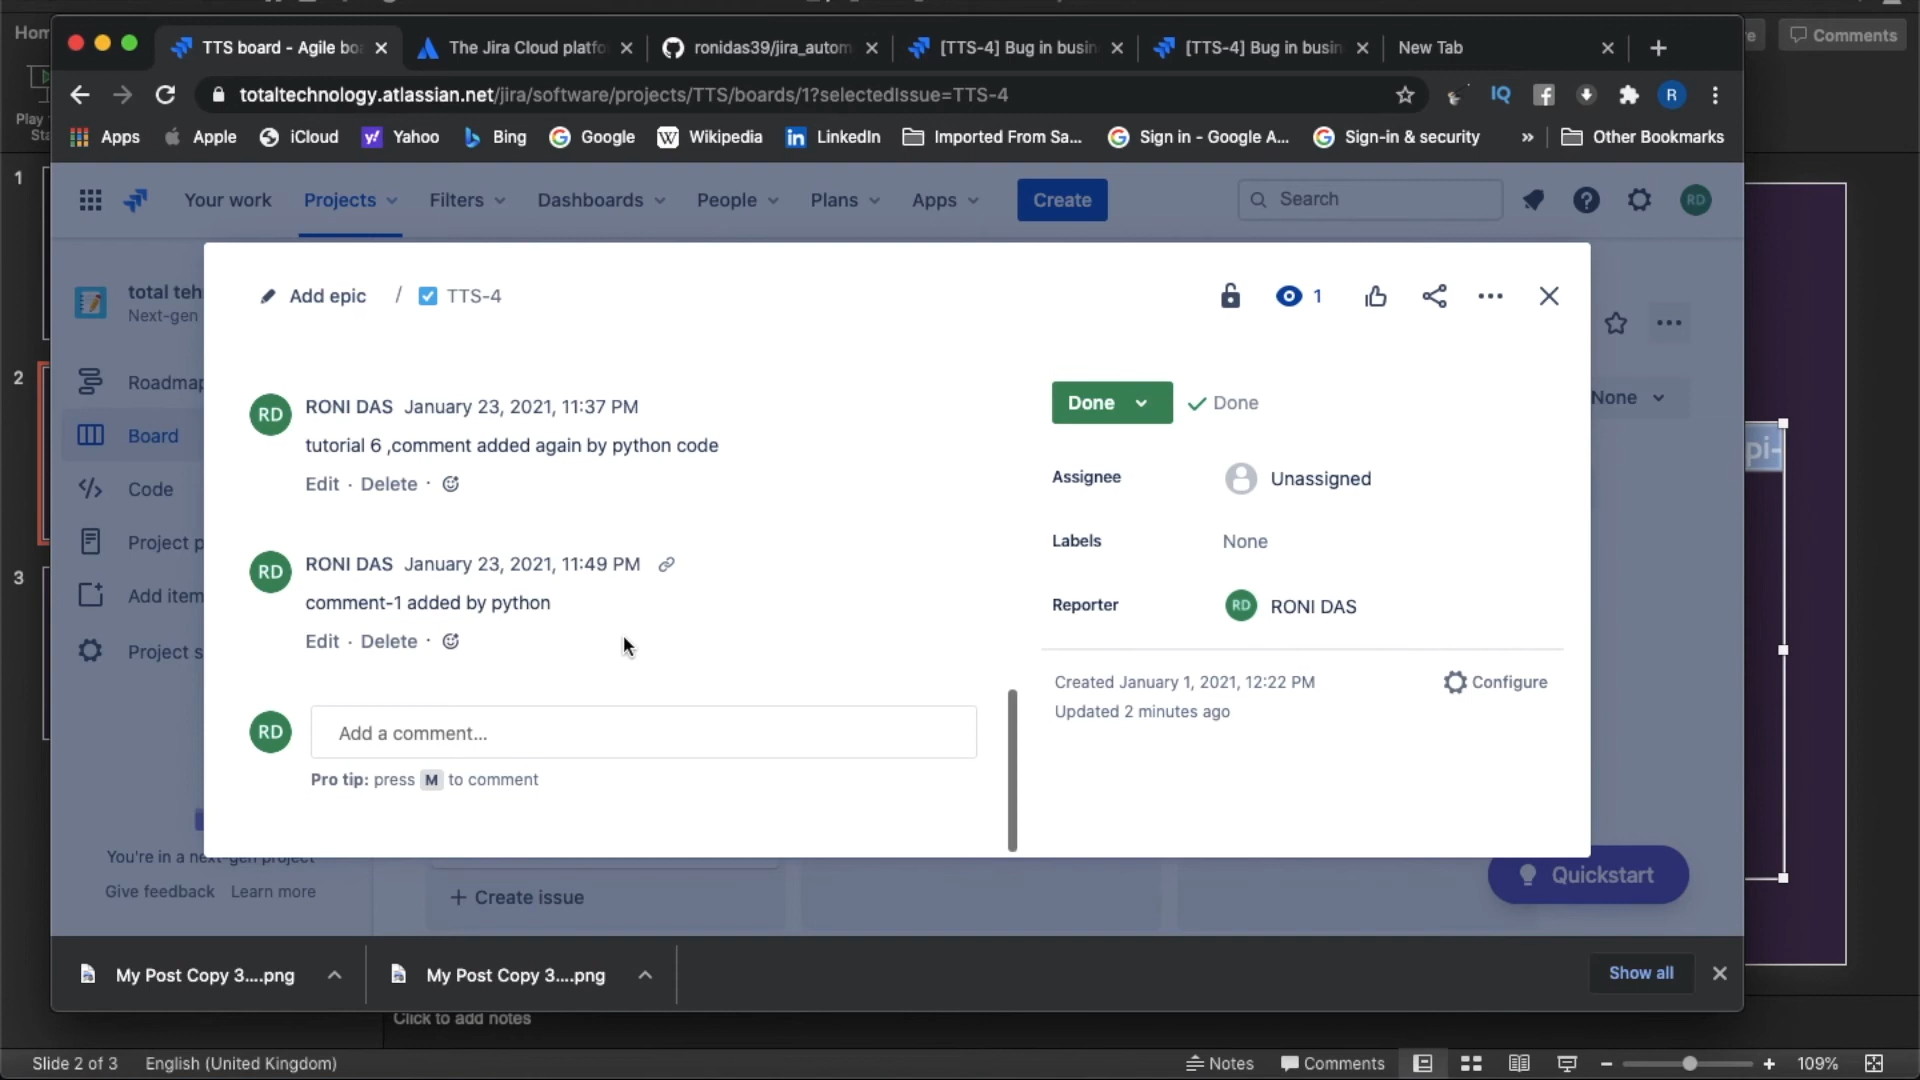 Comments
TTS board - Agile bo
The Jira Cloud platfo
ronidas39/jira_autom
[TTS-4] Bug in busin
[TTS-4] Bug in busin
New Tab
totaltechnology.atlassian.net/jira/software/projects/TTS/boards/1?selectedIssue=TTS-4
IQ
R
Apps
Apple
iCloud
Yahoo
Bing
Google
Wikipedia
LinkedIn
Imported From Sa...
Sign in - Google A...
Sign-in & security
»
Other Bookmarks
Your work
Projects
Filters
Dashboards
People
Plans
Apps
Create
Search
RD
total teh
Next-gen
Roadmap
Board
Code
Project p
Add item
Project s
Add epic / TTS-4
1
RD
RONI DAS January 23, 2021, 11:37 PM
tutorial 6 ,comment added again by python code
Edit · Delete ·
RD
RONI DAS January 23, 2021, 11:49 PM
comment-1 added by python
Edit · Delete ·
RD
Add a comment...
Pro tip: press M to comment
Done
Done
Assignee
Unassigned
Labels
None
Reporter
RD
RONI DAS
Created January 1, 2021, 12:22 PM
Updated 2 minutes ago
Configure
None
pi-
1
2
3
You're in a next-gen project
Give feedback
Learn more
+ Create issue
Quickstart
My Post Copy 3....png
My Post Copy 3....png
Show all
Click to add notes
Slide 2 of 3
English (United Kingdom)
Notes
Comments
109%